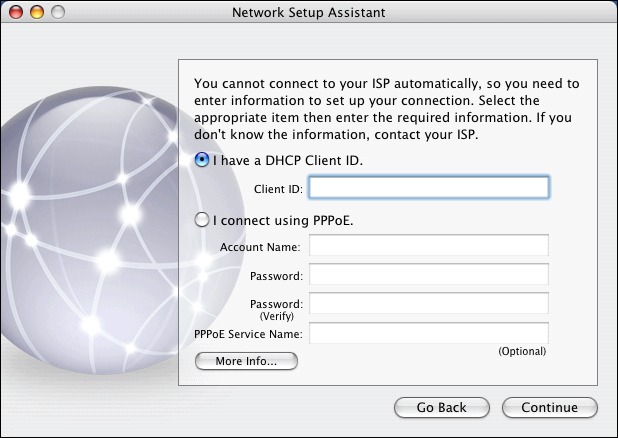 Network Setup Assistant
You cannot connect to your ISP automatically, so you need to
enter information to set up your connection. Select the
appropriate item then enter the required information. If you
don't know the information, contact your ISP.
I have a DHCP Client ID.
Client ID:
I connect using PPPoE.
Account Name:
Password:
Password:
(Verify)
PPPoE Service Name:
(Optional)
More Info...
Go Back
Continue